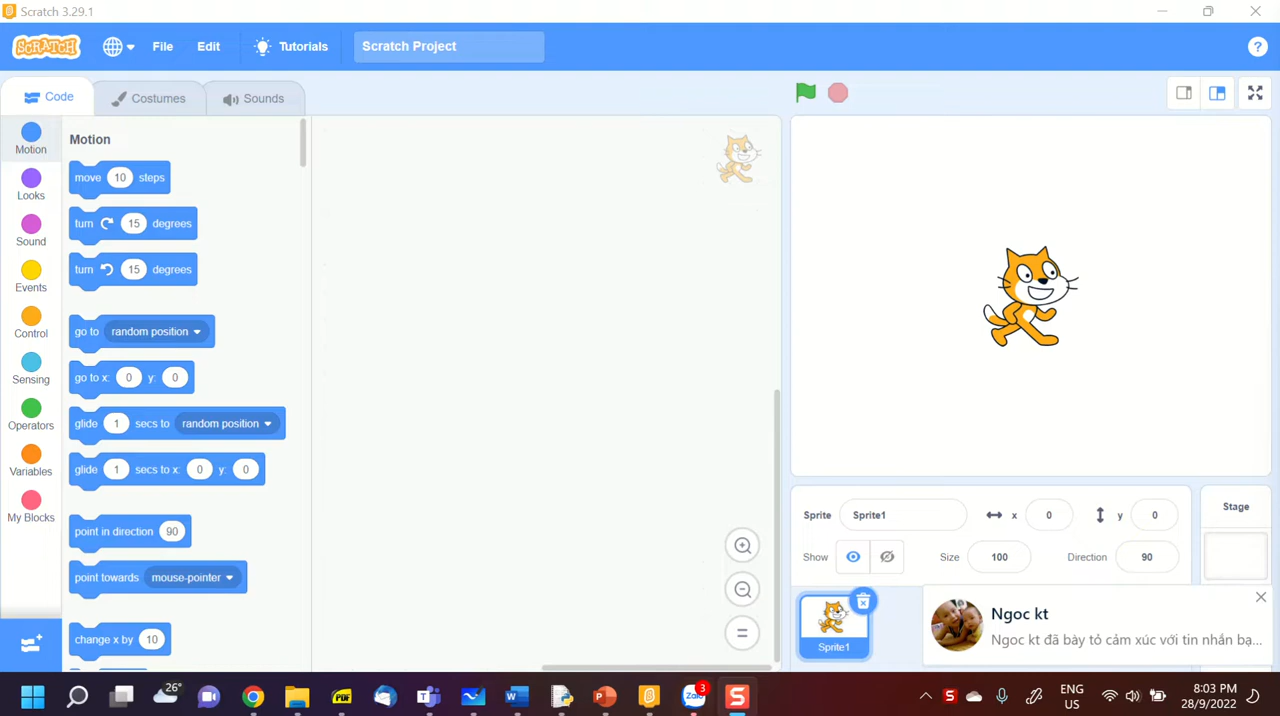 Scratch 3.29.1
SCRATCH
File
Edit
Tutorials
Scratch Project
?
Code
Costumes
Sounds
Motion
Looks
Sound
Events
Control
Sensing
Operators
Variables
My Blocks
Motion
move 10 steps
turn 15 degrees
turn 15 degrees
go to random position
go to x: 0 y: 0
glide 1 secs to random position
glide 1 secs to x: 0 y: 0
point in direction 90
point towards mouse-pointer
change x by 10
Sprite Sprite1 x 0 y 0
Show Size 100 Direction 90
Sprite1
Stage
Ngoc kt
Ngoc kt đã bày tỏ cảm xúc với tin nhắn bạ...
26°
PDF
W
P
Zalo
3
S
S
ENG
US
8:03 PM
28/9/2022